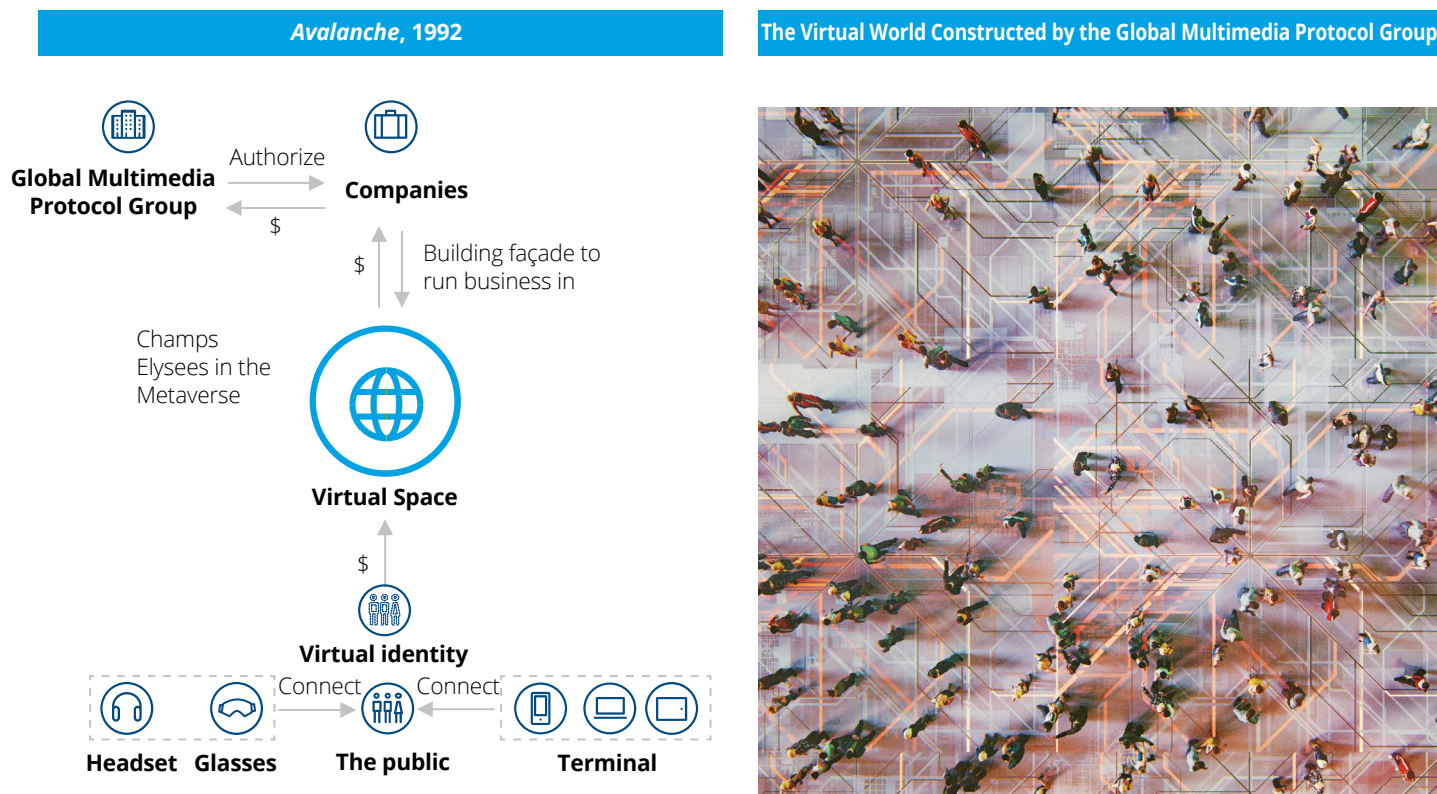 Avalanche, 1992
The Virtual World Constructed by the Global Multimedia Protocol Group
Global Multimedia
Protocol Group
Authorize
$
Companies
$
Building façade to
run business in
Champs
Elysees in the
Metaverse
Virtual Space
$
Virtual identity
Connect
Connect
Headset
Glasses
The public
Terminal